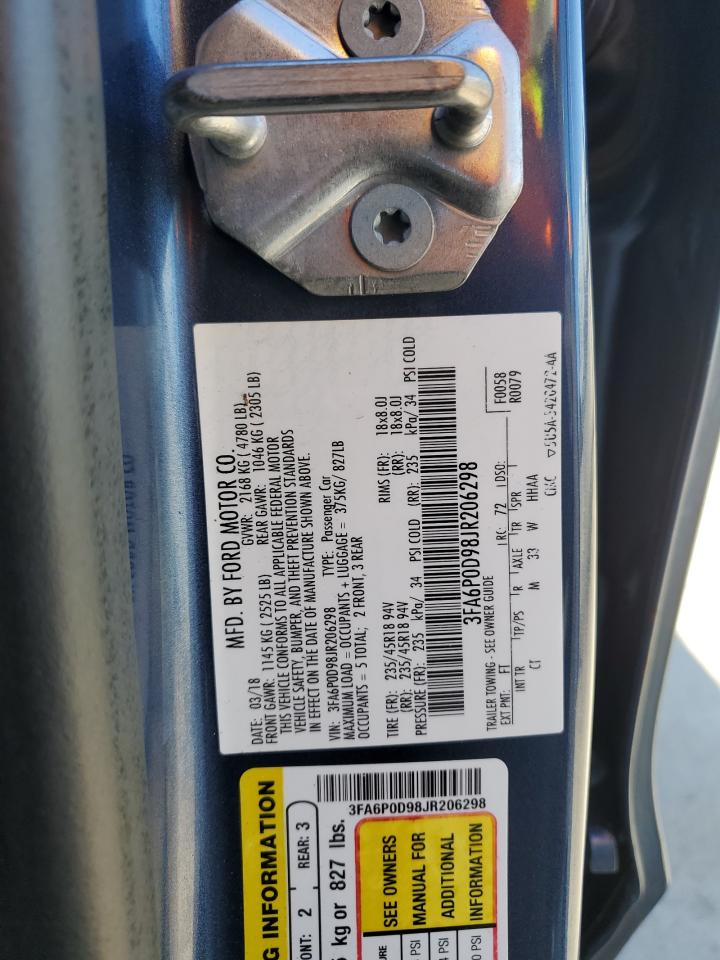 MFD. BY FORD MOTOR CO.
DATE: 03/18 GVWR: 2168 KG ( 4780 LB)
FRONT GAWR: 1145 KG ( 2525 LB) REAR GAWR: 1046 KG ( 2305 LB)
THIS VEHICLE CONFORMS TO ALL APPLICABLE FEDERAL MOTOR
VEHICLE SAFETY, BUMPER, AND THEFT PREVENTION STANDARDS
IN EFFECT ON THE DATE OF MANUFACTURE SHOWN ABOVE.
VIN: 3FA6P0D98JR206298 TYPE: Passenger Car
MAXIMUM LOAD = OCCUPANTS + LUGGAGE = 375KG/ 827LB
OCCUPANTS = 5 TOTAL; 2 FRONT, 3 REAR
TIRE (FR): 235/45R18 94V RIMS (FR): 18x8.0J
(RR): 235/45R18 94V (RR): 18x8.0J
PRESSURE (FR): 235 kPa/ 34 PSI COLD (RR): 235 kPa/ 34 PSI COLD
3FA6P0D98JR206298
TRAILER TOWING - SEE OWNER GUIDE F0058
EXT PNT: FT RC: 72 DSO: R0079
INT TR TP/PS R AXLE TR SPR
CT M 33 W HHAA
G INFORMATION
ONT: 2 REAR: 3
kg or 827 lbs.
3FA6P0D98JR206298
SEE OWNERS
MANUAL FOR
ADDITIONAL
INFORMATION
URE
PSI
PSI
0 PSI